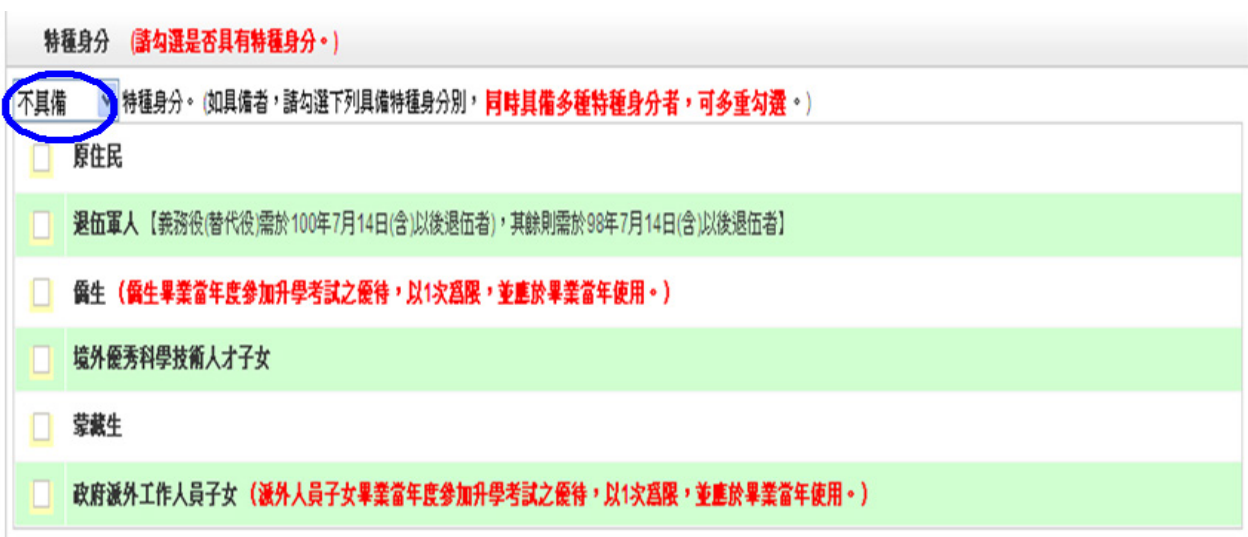 特種身分 (請勾選是否具有特種身分。)
不具備 特種身分。(如具備者，請勾選下列具備特種身分別，同時具備多種特種身分者，可多重勾選。)
原住民
退伍軍人【義務役(替代役)需於100年7月14日(含)以後退伍者)，其餘則需於98年7月14日(含)以後退伍者】
僑生（僑生畢業當年度參加升學考試之優待，以1次為限，並應於畢業當年使用。）
境外優秀科學技術人才子女
蒙藏生
政府派外工作人員子女（派外人員子女畢業當年度參加升學考試之優待，以1次為限，並應於畢業當年使用。）